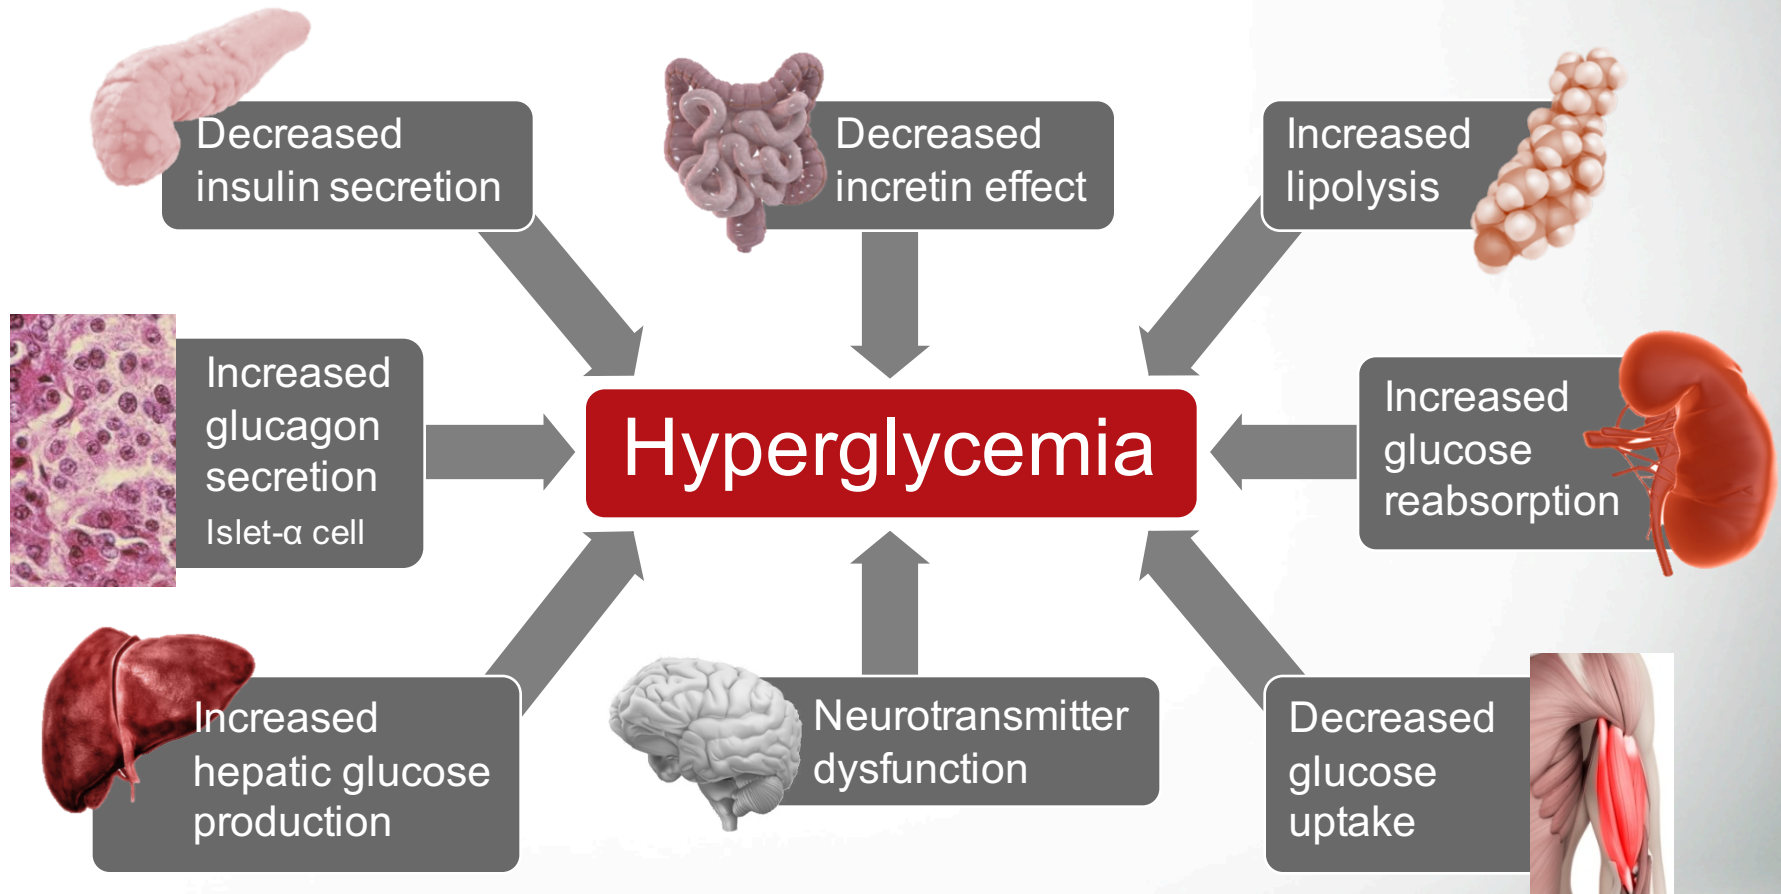 Decreased
insulin secretion
Decreased
incretin effect
Increased
lipolysis
Increased
glucagon
secretion
Islet-α cell
Hyperglycemia
Increased
glucose
reabsorption
Increased
hepatic glucose
production
Neurotransmitter
dysfunction
Decreased
glucose
uptake